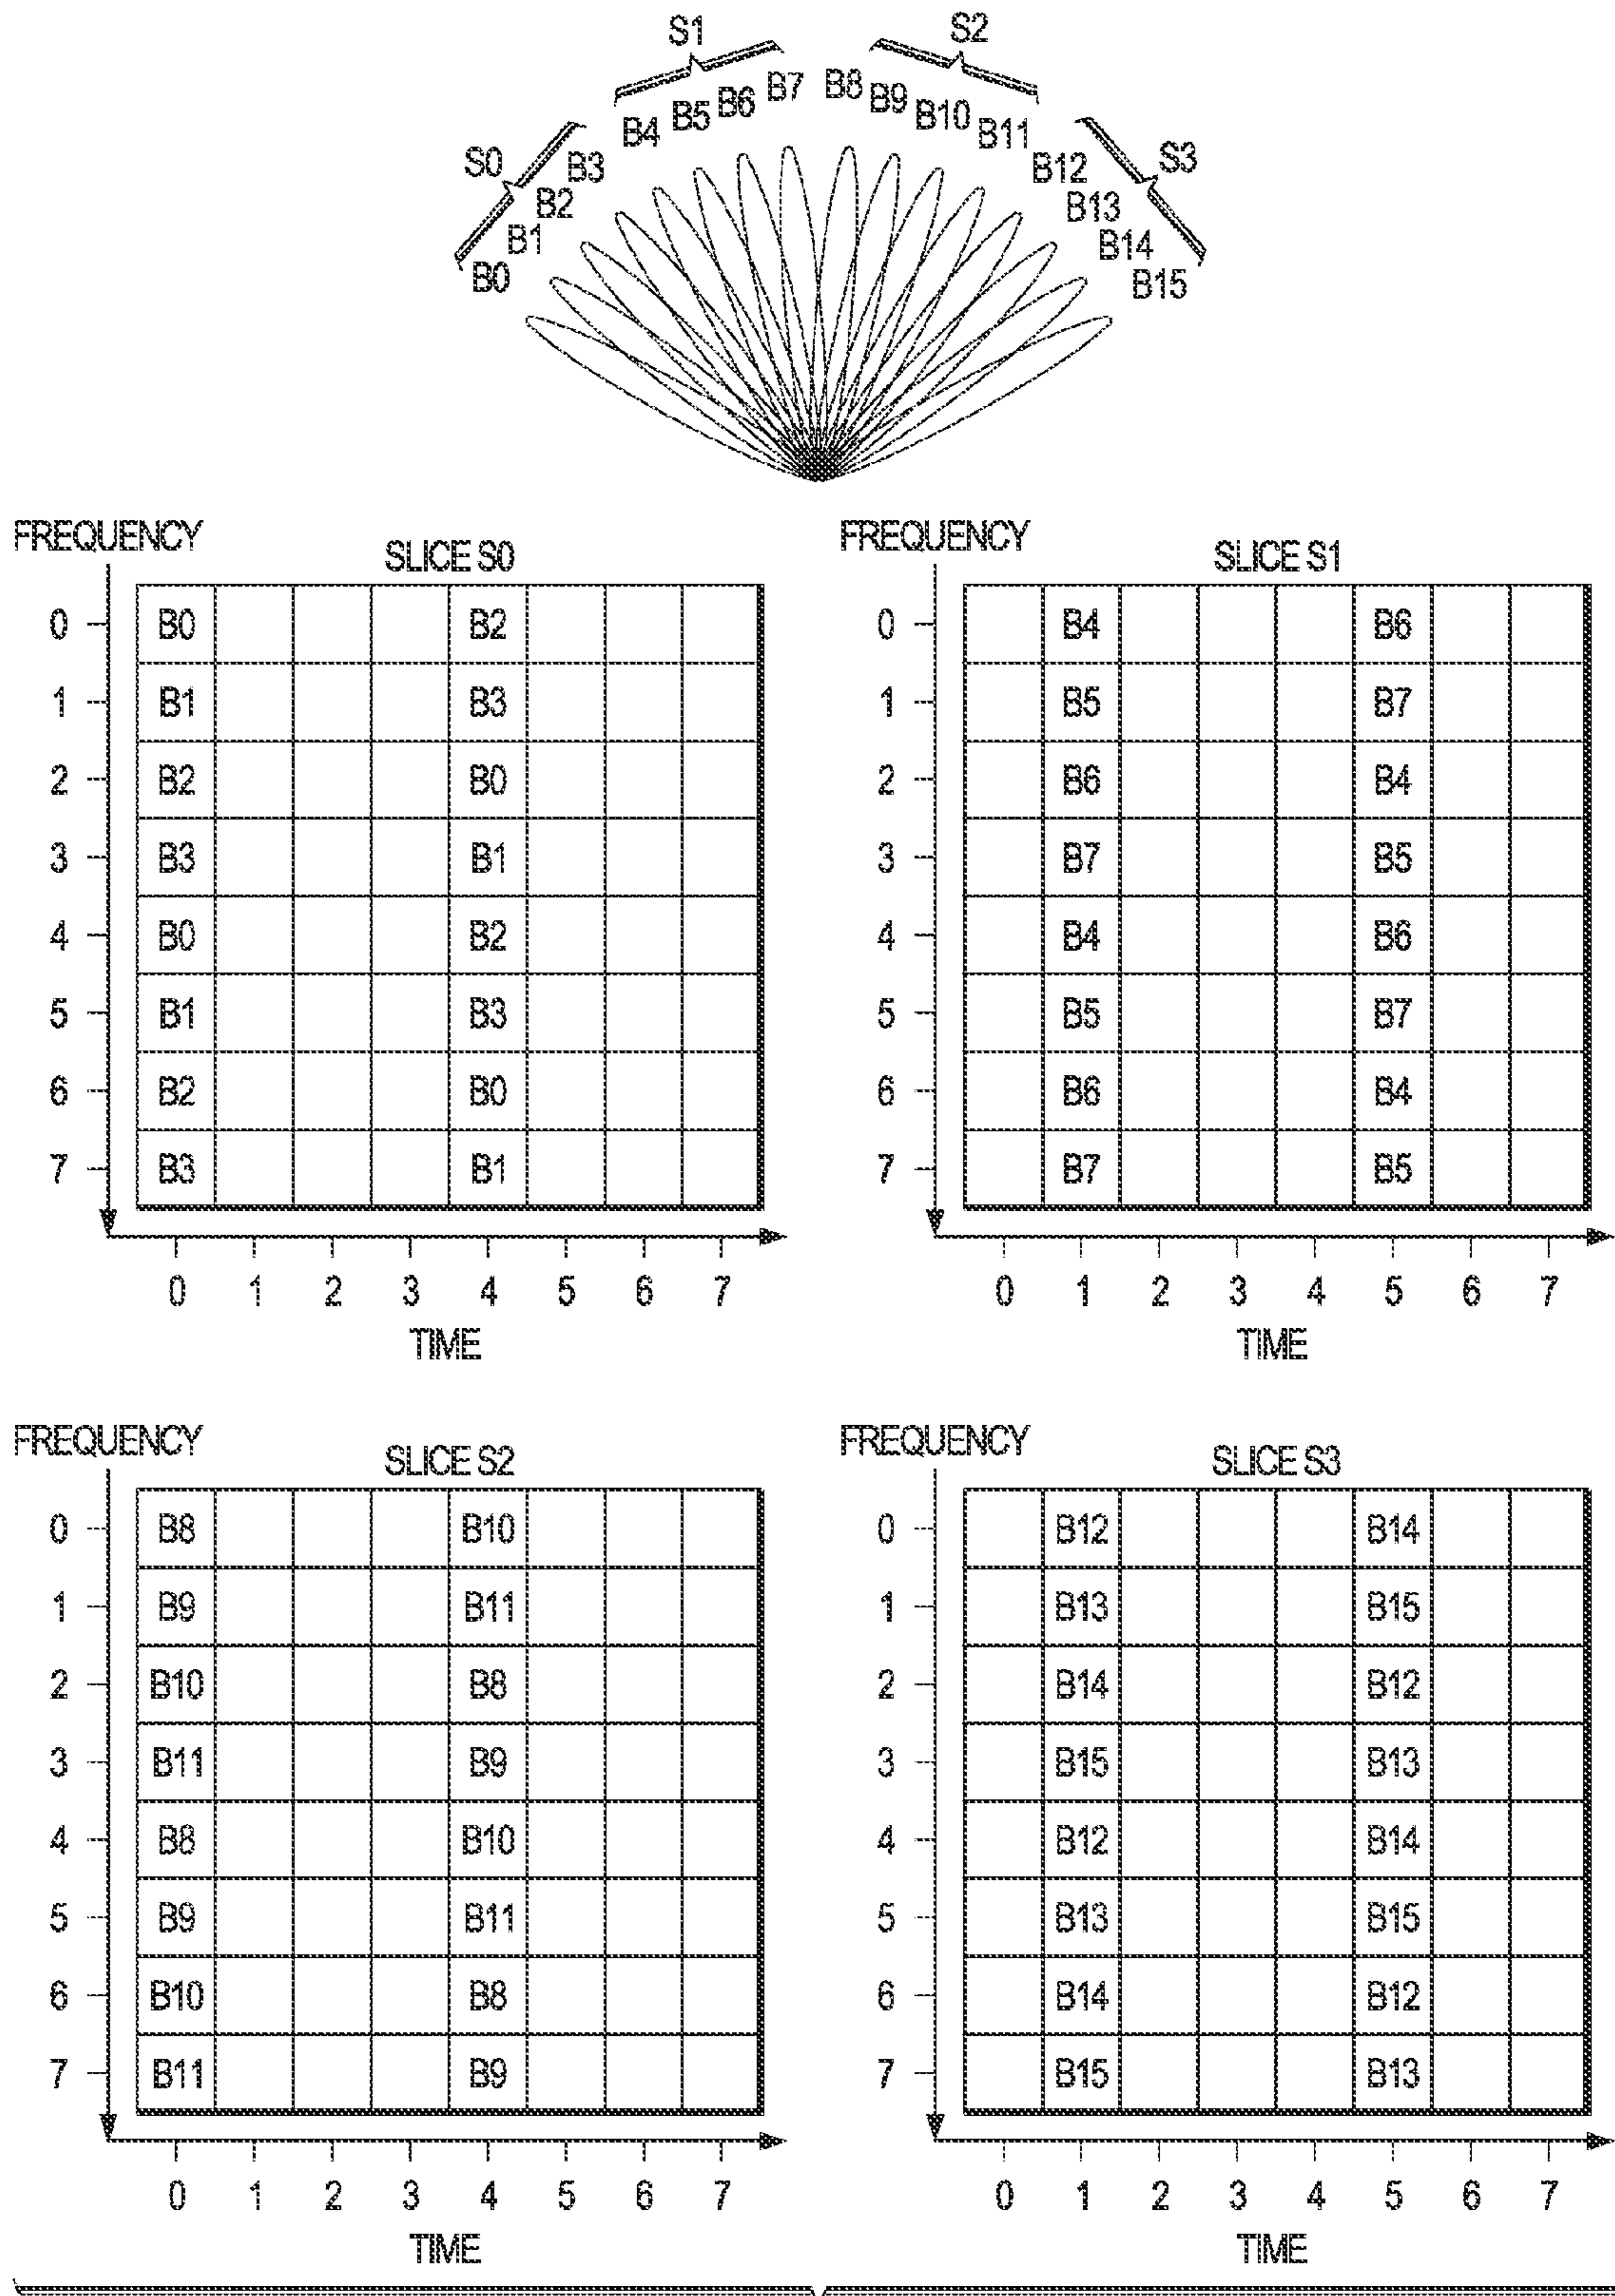 S1 S2
B7 B8
B6 B9
B5 B10
B4 B11
S0 B3 B12 S3
B2 B13
B1 B14
B0 B15
FREQUENCY SLICE S0
0 B0 B2
1 B1 B3
2 B2 B0
3 B3 B1
4 B0 B2
5 B1 B3
6 B2 B0
7 B3 B1
0 1 2 3 4 5 6 7
TIME
FREQUENCY SLICE S1
0 B4 B6
1 B5 B7
2 B6 B4
3 B7 B5
4 B4 B6
5 B5 B7
6 B6 B4
7 B7 B5
0 1 2 3 4 5 6 7
TIME
FREQUENCY SLICE S2
0 B8 B10
1 B9 B11
2 B10 B8
3 B11 B9
4 B8 B10
5 B9 B11
6 B10 B8
7 B11 B9
0 1 2 3 4 5 6 7
TIME
FREQUENCY SLICE S3
0 B12 B14
1 B13 B15
2 B14 B12
3 B15 B13
4 B12 B14
5 B13 B15
6 B14 B12
7 B15 B13
0 1 2 3 4 5 6 7
TIME